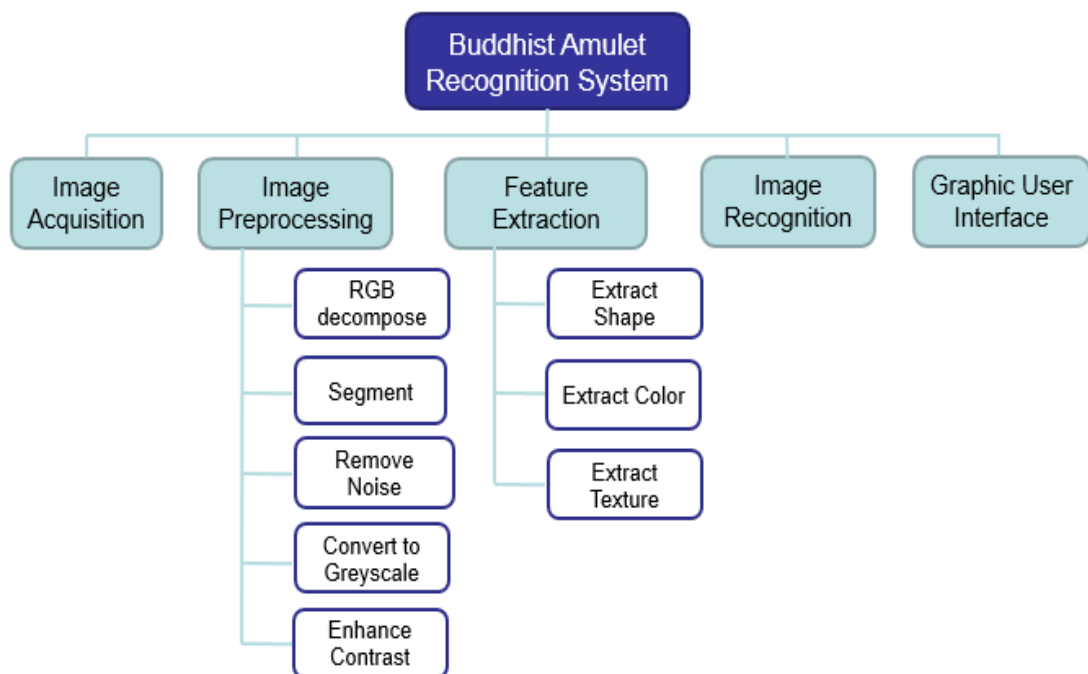 Buddhist Amulet
Recognition System
Image
Acquisition
Image
Preprocessing
Feature
Extraction
Image
Recognition
Graphic User
Interface
RGB
decompose
Segment
Remove
Noise
Convert to
Greyscale
Enhance
Contrast
Extract
Shape
Extract Color
Extract
Texture